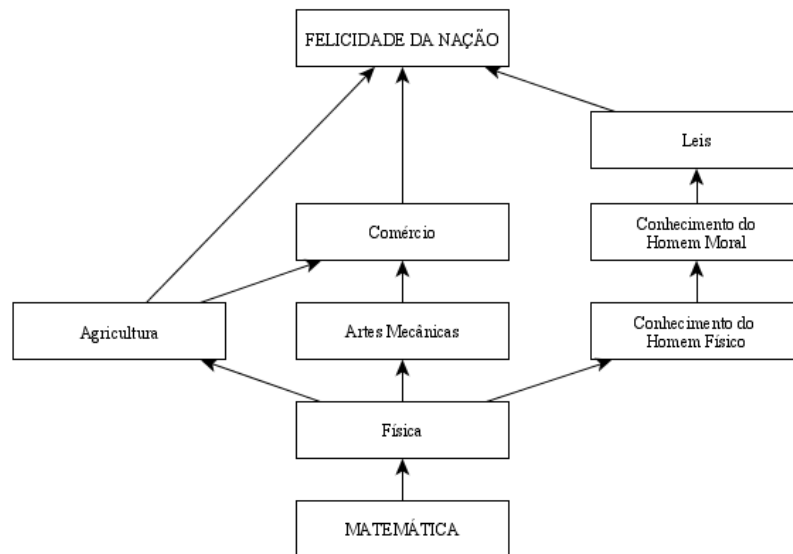 FELICIDADE DA NAÇÃO
Leis
Comércio
Conhecimento do
Homem Moral
Agricultura
Artes Mecânicas
Conhecimento do
Homem Físico
Física
MATEMÁTICA